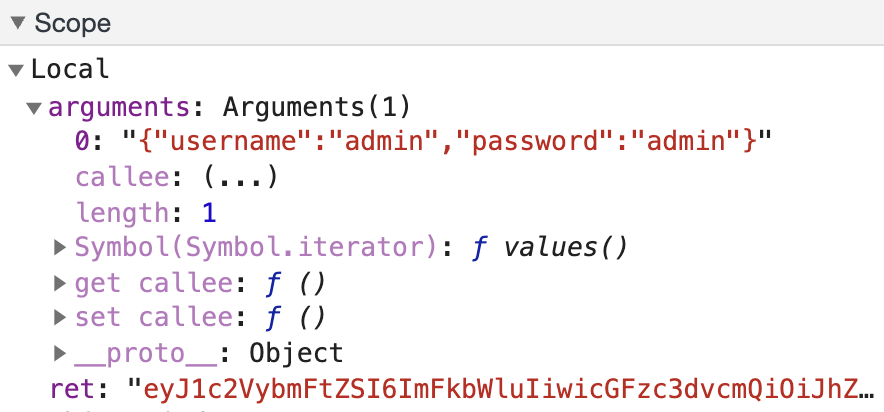 Scope
Local
arguments: Arguments(1)
0: "{"username":"admin","password":"admin"}"
callee: (...)
length: 1
Symbol(Symbol.iterator): ƒ values()
get callee: ƒ ()
set callee: ƒ ()
__proto__: Object
ret: "eyJ1c2VybmFtZSI6ImFkbWluIiwicGFzc3dvcmQiOiJhZ…